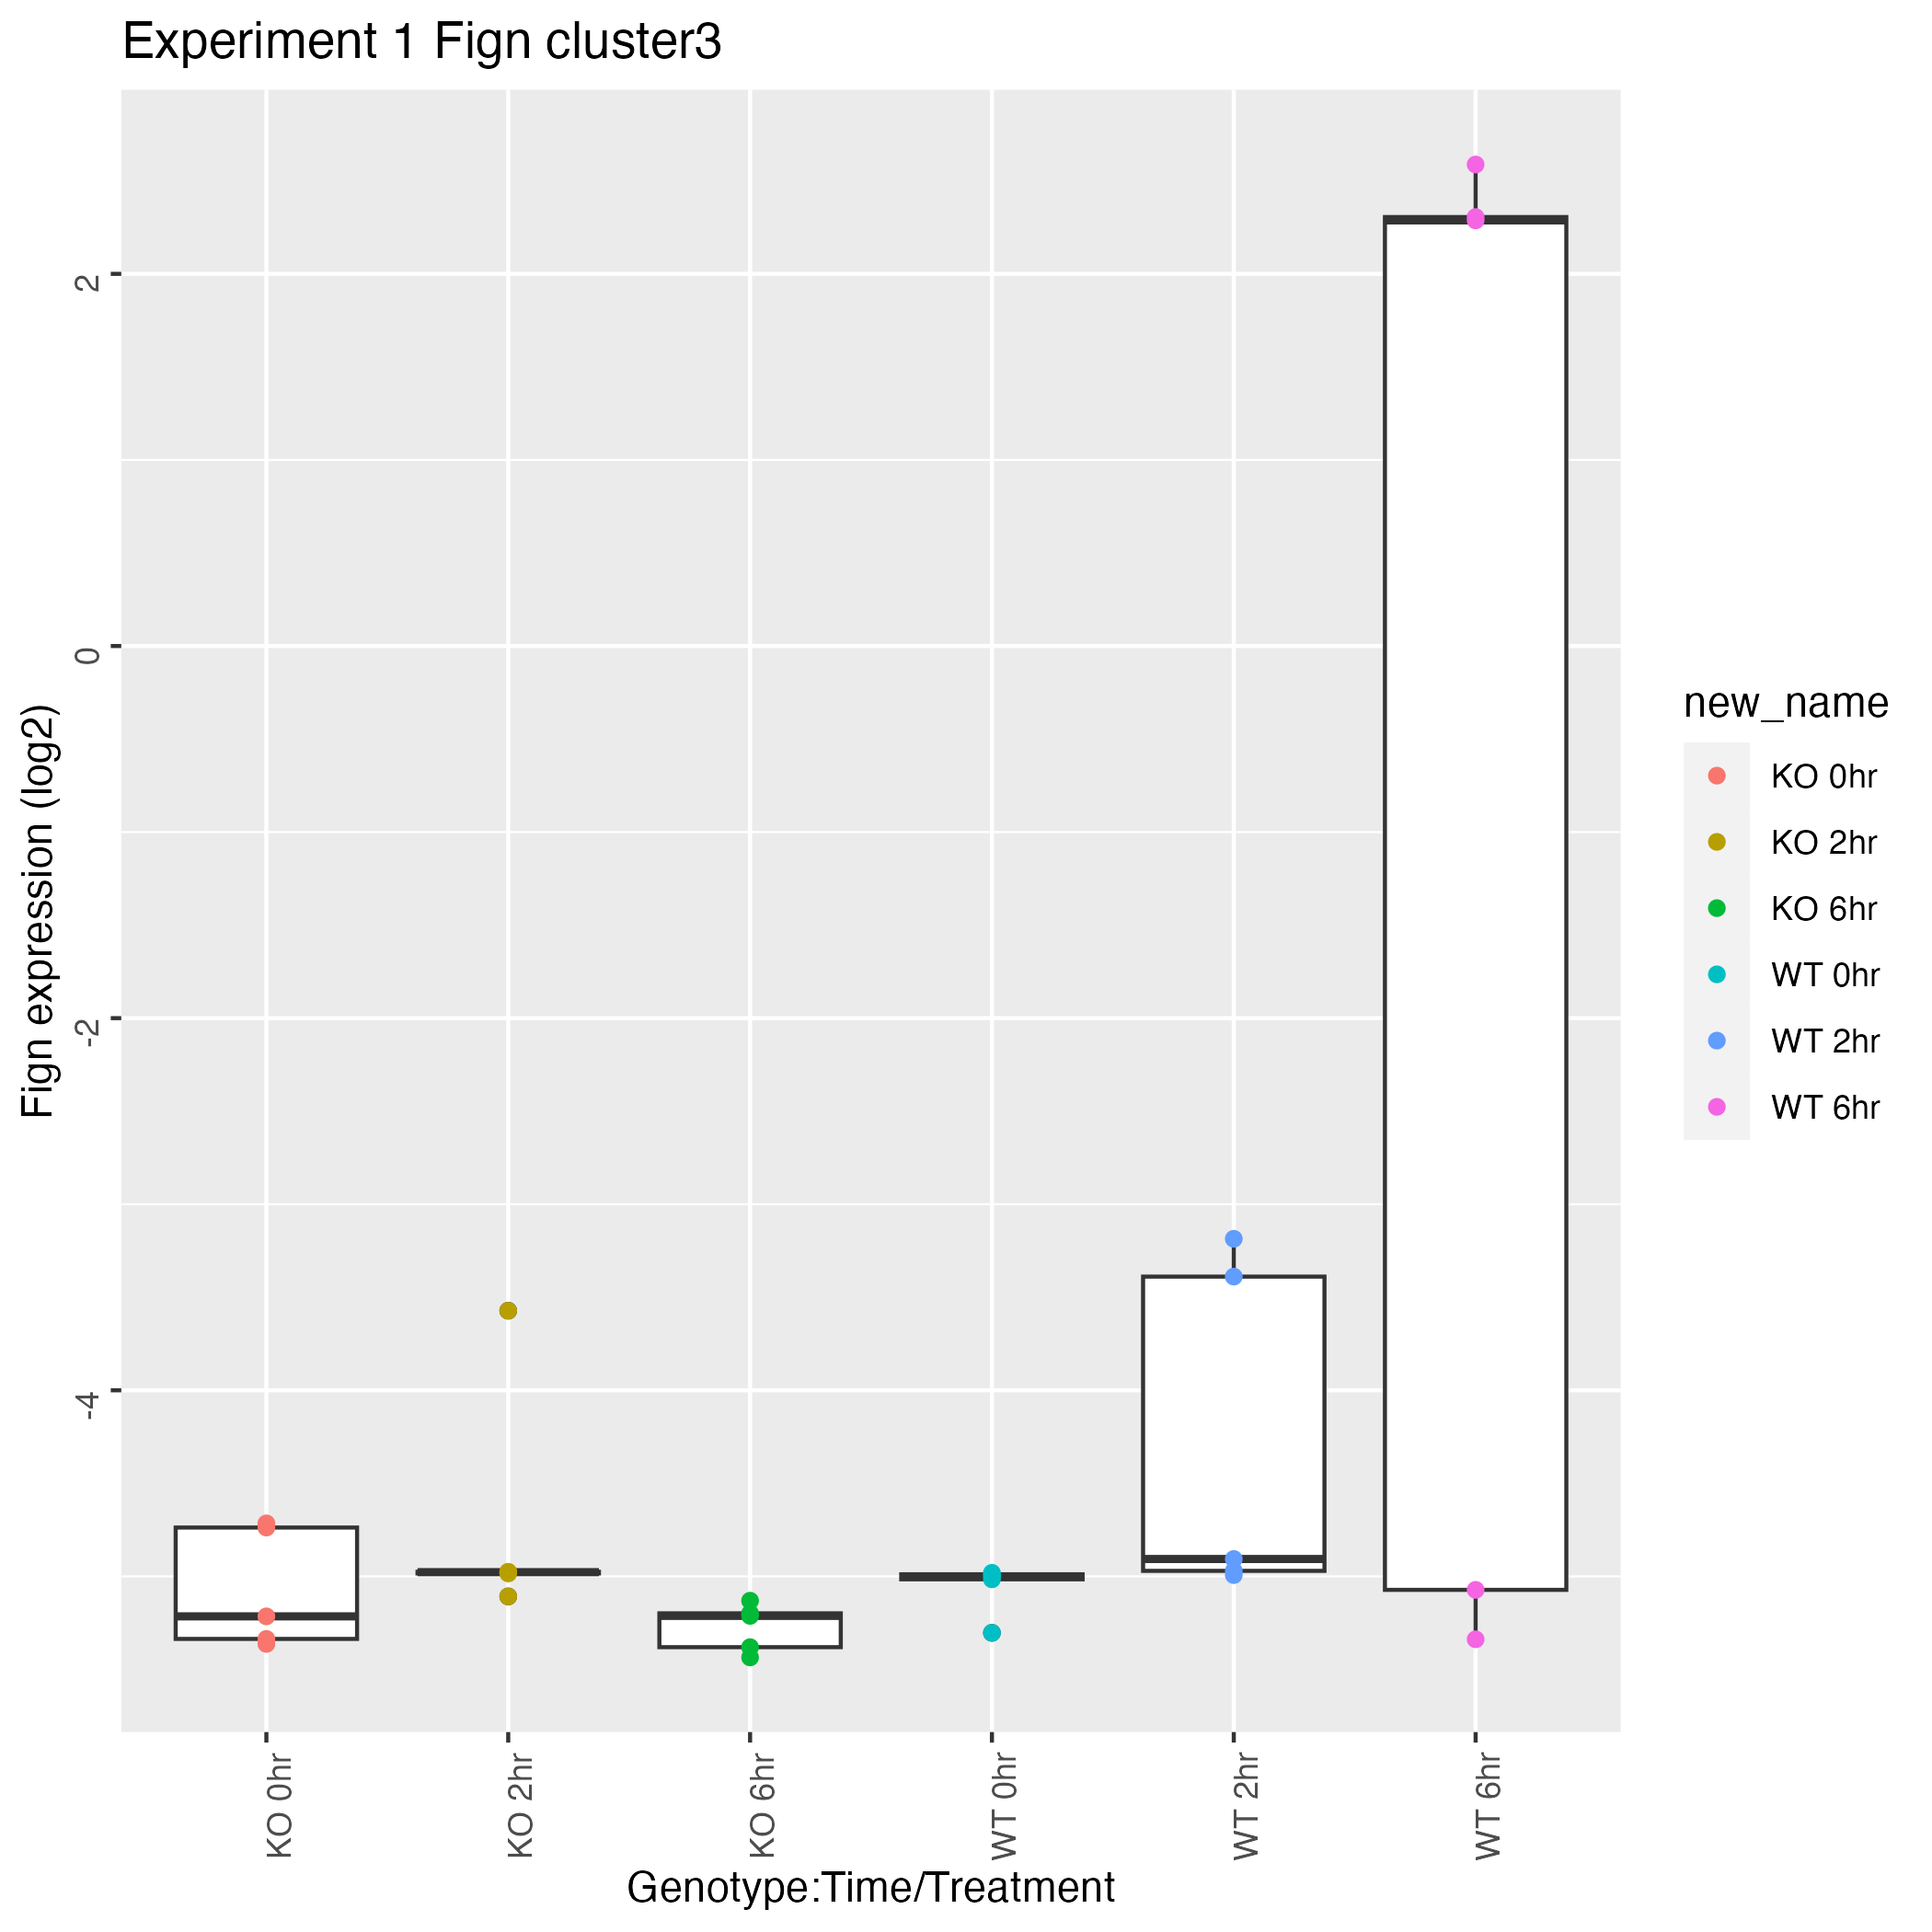 Experiment 1 Fign cluster3
Fign expression (log2)
2
0
-2
-4
KO 0hr
KO 2hr
KO 6hr
WT 0hr
WT 2hr
WT 6hr
Genotype:Time/Treatment
new_name
KO 0hr
KO 2hr
KO 6hr
WT 0hr
WT 2hr
WT 6hr